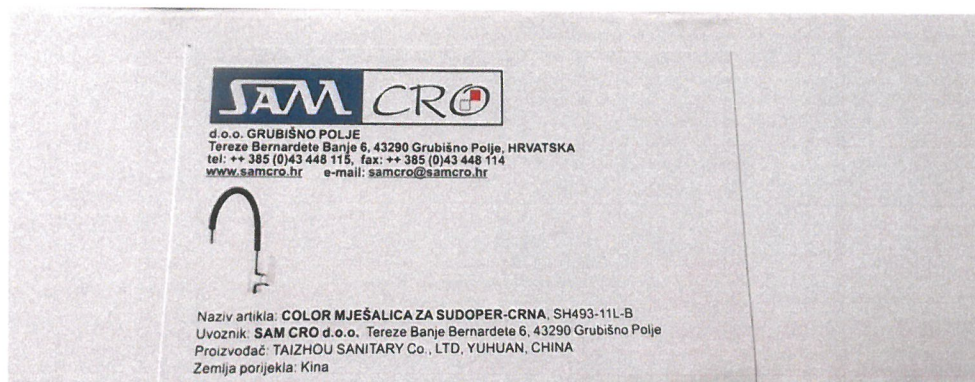 SAM CRO
d.o.o. GRUBIŠNO POLJE
Tereze Bernardete Banje 6, 43290 Grubišno Polje, HRVATSKA
tel: ++ 385 (0)43 448 115, fax: ++ 385 (0)43 448 114
www.samcro.hr e-mail: samcro@samcro.hr
Naziv artikla: COLOR MJEŠALICA ZA SUDOPER-CRNA, SH493-11L-B
Uvoznik: SAM CRO d.o.o. Tereze Banje Bernardete 6, 43290 Grubišno Polje
Proizvođač: TAIZHOU SANITARY Co., LTD, YUHUAN, CHINA
Zemlja porijekla: Kina